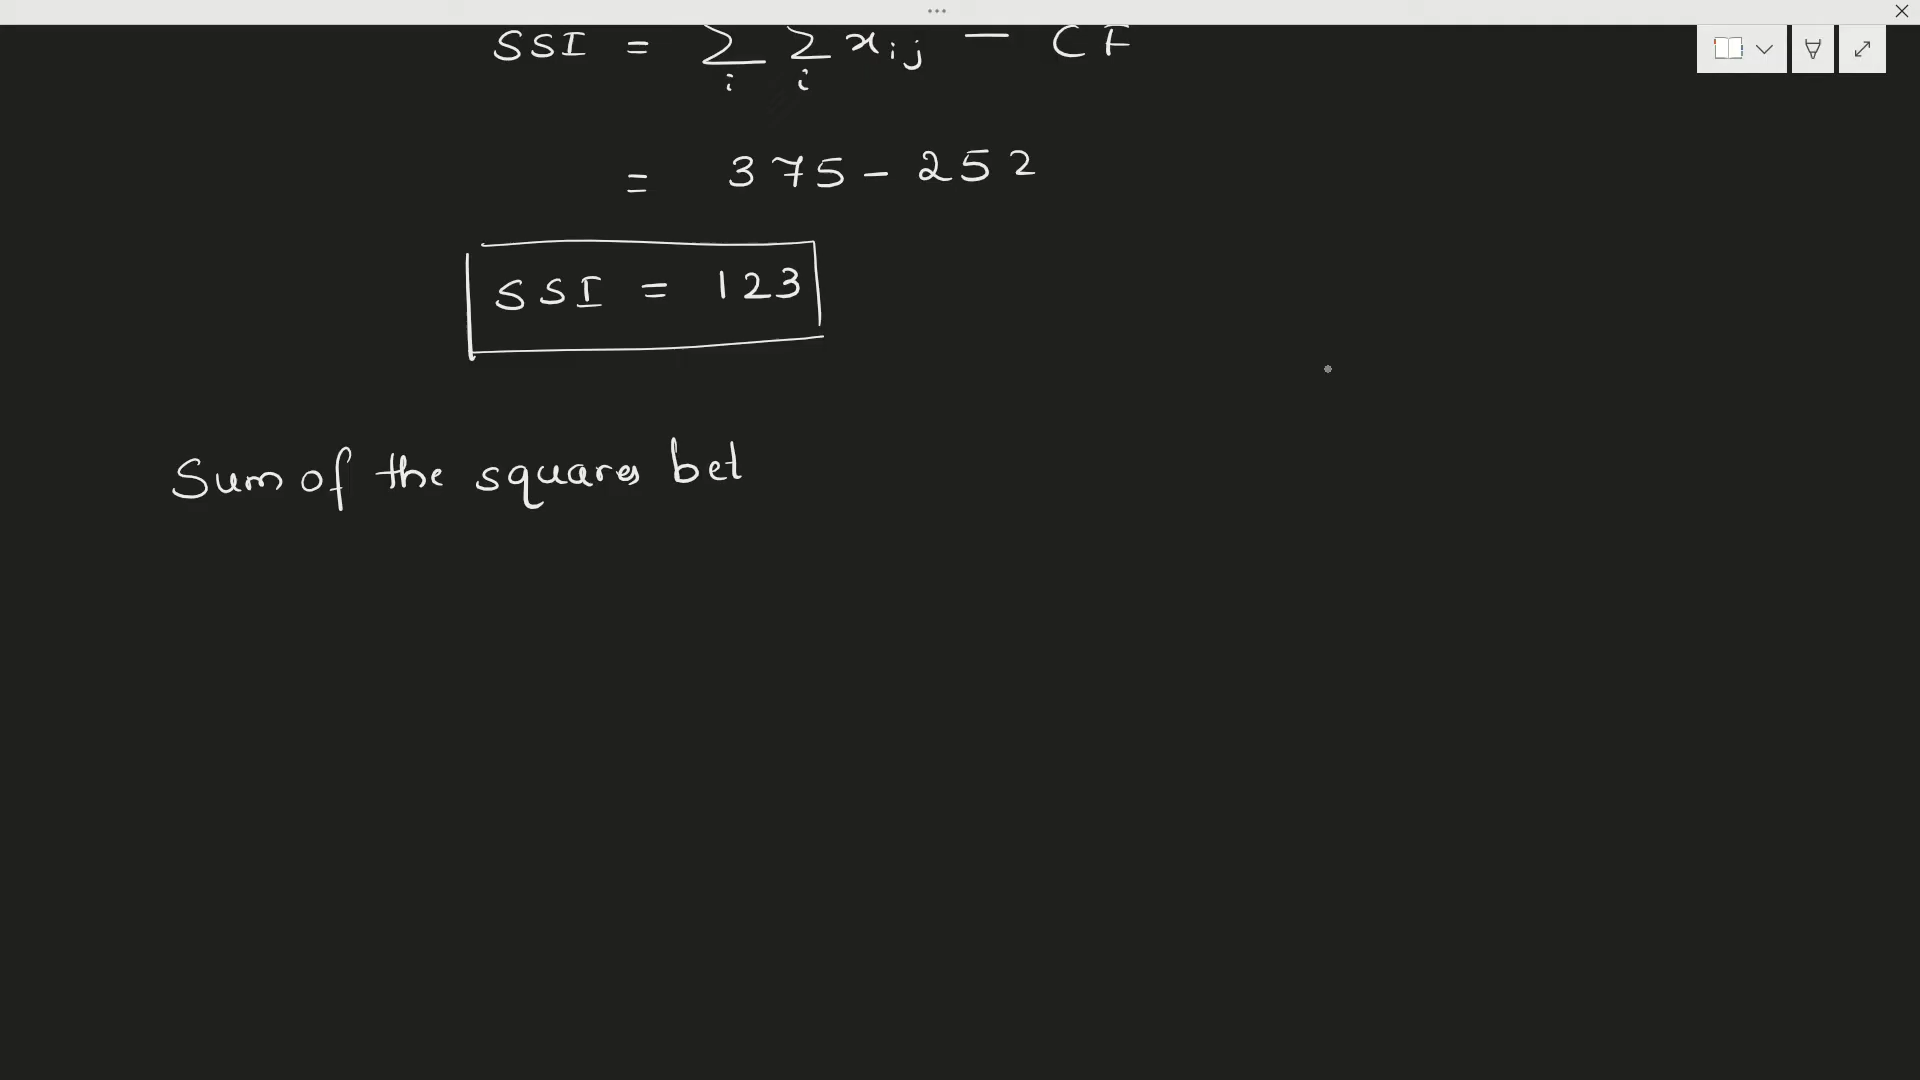 SSI = Σ Σ xij − CF
i i
= 375 - 252
SSI = 123
Sum of the squares bet